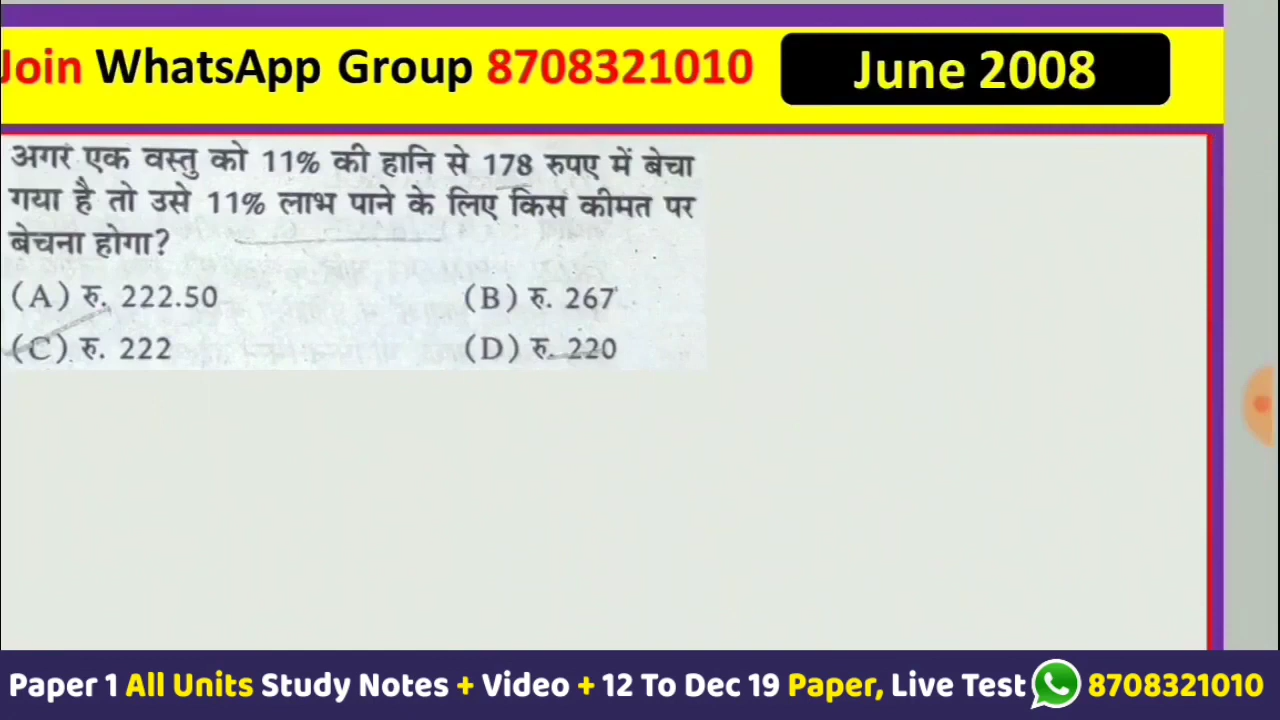 Join WhatsApp Group 8708321010
June 2008
अगर एक वस्तु को 11% की हानि से 178 रुपए में बेचा
गया है तो उसे 11% लाभ पाने के लिए किस कीमत पर
बेचना होगा?
(A) रु. 222.50 (B) रु. 267
(C) रु. 222 (D) रु. 220
Paper 1 All Units Study Notes + Video + 12 To Dec 19 Paper, Live Test 8708321010